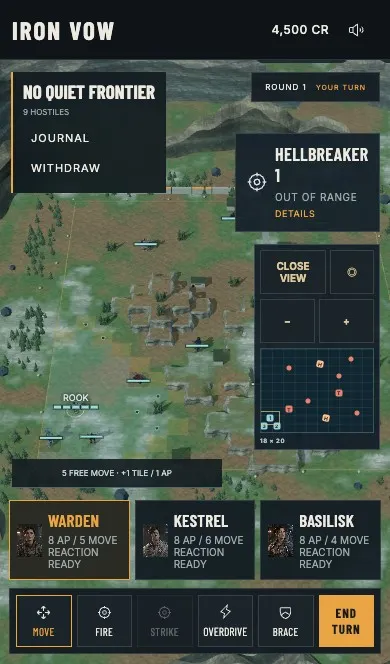 IRON VOW
4,500 CR
NO QUIET FRONTIER
9 HOSTILES
JOURNAL
WITHDRAW
ROUND 1 YOUR TURN
HELLBREAKER
1
OUT OF RANGE
DETAILS
CLOSE
VIEW
−
+
H
T
T
H
1
2 2
18 × 20
ROOK
5 FREE MOVE · +1 TILE / 1 AP
WARDEN
8 AP / 5 MOVE
REACTION
READY
KESTREL
8 AP / 6 MOVE
REACTION
READY
BASILISK
8 AP / 4 MOVE
REACTION
READY
MOVE
FIRE
STRIKE
OVERDRIVE
BRACE
END
TURN